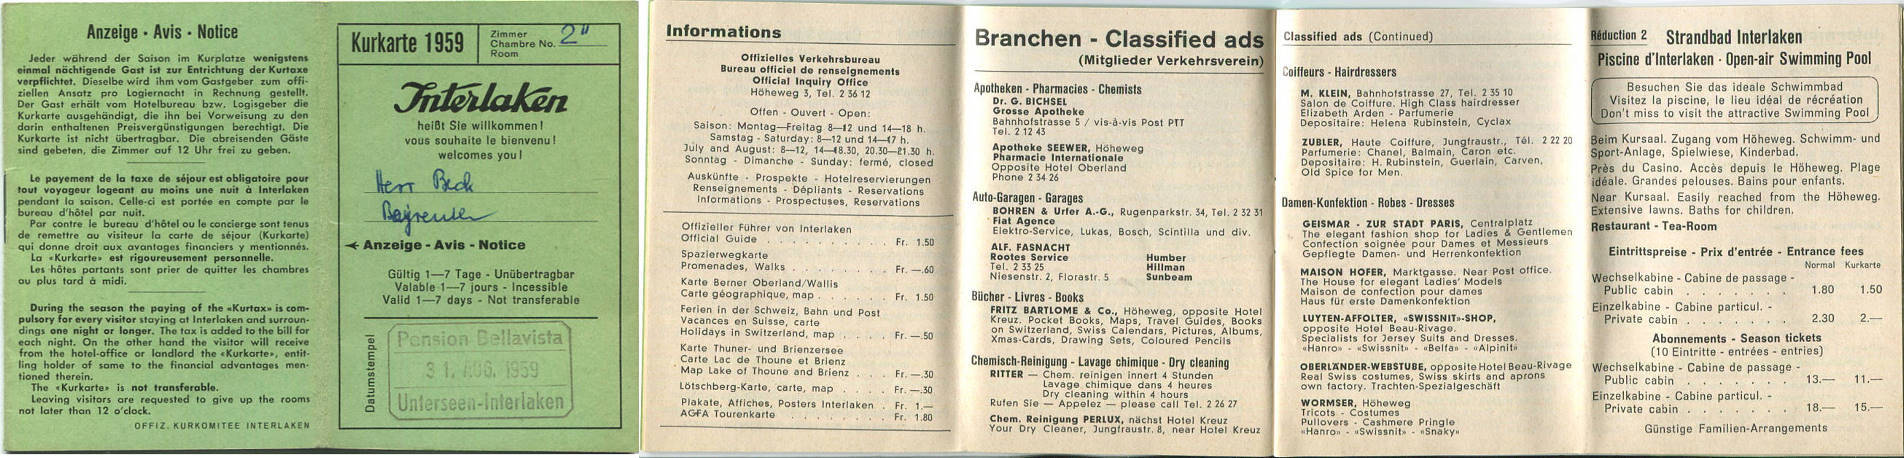 Anzeige · Avis · Notice
Jeder während der Saison im Kurplatze wenigstens
einmal nächtigende Gast ist zur Entrichtung der Kurtaxe
verpflichtet. Dieselbe wird ihm vom Gastgeber zum offi-
ziellen Ansatz pro Logiernacht in Rechnung gestellt.
Der Gast erhält vom Hotelbureau bzw. Logisgeber die
Kurkarte ausgehändigt, die ihn bei Vorweisung zu den
darin enthaltenen Preisvergünstigungen berechtigt. Die
Kurkarte ist nicht übertragbar. Die abreisenden Gäste
sind gebeten, die Zimmer auf 12 Uhr frei zu geben.
Le payement de la taxe de séjour est obligatoire pour
tout voyageur logeant au moins une nuit à Interlaken
pendant la saison. Celle-ci est portée en compte par le
bureau d'hôtel par nuit.
Par contre le bureau d'hôtel ou le concierge sont tenus
de remettre au visiteur la carte de séjour (Kurkarte)
qui donne droit aux avantages financiers y mentionnés.
La «Kurkarte» est rigoureusement personnelle.
Les hôtes partants sont prier de quitter les chambres
au plus tard à midi.
During the season the paying of the «Kurtax» is com-
pulsory for every visitor staying at Interlaken and surroun-
dings one night or longer. The tax is added to the bill for
each night. On the other hand the visitor will receive
from the hotel-office or landlord the «Kurkarte», entit-
ling holder of same to the financial advantages men-
tioned therein.
The «Kurkarte» is not transferable.
Leaving visitors are requested to give up the rooms
not later than 12 o'clock.
OFFIZ. KURKOMITEE INTERLAKEN
Kurkarte 1959
Zimmer
Chambre No. 2"
Room
Interlaken
heißt Sie willkommen!
vous souhaite le bienvenu!
welcomes you!
Herr Beck
Bayreuth
Anzeige - Avis - Notice
Gültig 1—7 Tage - Unübertragbar
Valable 1—7 jours - Incessible
Valid 1—7 days - Not transferable
Datumstempel
Pension Bellavista
31. AUG. 1959
Unterseen-Interlaken
Informations
Offizielles Verkehrsbureau
Bureau officiel de renseignements
Official Inquiry Office
Höheweg 3, Tel. 2 36 12
Offen - Ouvert - Open:
Saison: Montag—Freitag 8—12 und 14—18 h.
Samstag - Saturday: 8—12 und 14—17 h.
July and August: 8—12, 14—18.30, 20.30—21.30 h.
Sonntag - Dimanche - Sunday: fermé, closed
Auskünfte - Prospekte - Hotelreservierungen
Renseignements - Dépliants - Reservations
Informations - Prospectuses, Reservations
Offizieller Führer von Interlaken
Official Guide . . . . . . . . . Fr. 1.50
Spazierwegkarte
Promenades, Walks . . . . . . . Fr. —.60
Karte Berner Oberland/Wallis
Carte géographique, map . . . . . Fr. 1.50
Ferien in der Schweiz, Bahn und Post
Vacances en Suisse, carte
Holidays in Switzerland, map . . . Fr. —.50
Karte Thuner- und Brienzersee
Carte Lac de Thoune et Brienz
Map Lake of Thoune and Brienz . . . Fr. —.30
Lötschberg-Karte, carte, map . . . . Fr. —.30
Plakate, Affiches, Posters Interlaken . Fr. 1.—
AGFA Tourenkarte . . . . . . . Fr. 1.80
Branchen - Classified ads
(Mitglieder Verkehrsverein)
Apotheken - Pharmacies - Chemists
Dr. G. BICHSEL
Grosse Apotheke
Bahnhofstrasse 5 / vis-à-vis Post PTT
Tel. 2 12 43
Apotheke SEEWER, Höheweg
Pharmacie Internationale
Opposite Hotel Oberland
Phone 2 34 26
Auto-Garagen - Garages
BOHREN & Urfer A.-G., Rugenparkstr. 34, Tel. 2 32 31
Fiat Agence
Elektro-Service, Lukas, Bosch, Scintilla und div.
ALF. FASNACHT
Rootes Service Humber
Tel. 2 33 25 Hillman
Niesenstr. 2, Florastr. 5 Sunbeam
Bücher - Livres - Books
FRITZ BARTLOME & Co., Höheweg, opposite Hotel
Kreuz. Pocket Books, Maps, Travel Guides, Books
on Switzerland, Swiss Calendars, Pictures, Albums,
Xmas-Cards, Drawing Sets, Coloured Pencils
Chemisch-Reinigung - Lavage chimique - Dry cleaning
RITTER — Chem. reinigen innert 4 Stunden
Lavage chimique dans 4 heures
Dry cleaning within 4 hours
Rufen Sie — Appelez — please call Tel. 2 26 27
Chem. Reinigung PERLUX, nächst Hotel Kreuz
Your Dry Cleaner, Jungfraustr. 8, near Hotel Kreuz
Classified ads (Continued)
Coiffeurs - Hairdressers
M. KLEIN, Bahnhofstrasse 27, Tel. 2 35 10
Salon de Coiffure. High Class hairdresser
Elizabeth Arden - Parfumerie
Depositaire: Helena Rubinstein, Cyclax
ZUBLER, Haute Coiffure, Jungfraustr., Tél. 2 22 20
Parfumerie: Chanel, Balmain, Caron etc.
Depositaire: H. Rubinstein, Guerlain, Carven,
Old Spice for Men.
Damen-Konfektion - Robes - Dresses
GEISMAR - ZUR STADT PARIS, Centralplatz
The elegant fashion shop for Ladies & Gentlemen
Confection soignée pour Dames et Messieurs
Gepflegte Damen- und Herrenkonfektion
MAISON HOFER, Marktgasse. Near Post office.
The House for elegant Ladies' Models
Maison de confection pour dames
Haus für erste Damenkonfektion
LUYTEN-AFFOLTER, «SWISSNIT»-SHOP,
opposite Hotel Beau-Rivage.
Specialists for Jersey Suits and Dresses.
«Hanro» - «Swissnit» - «Belfa» - «Alpinit»
OBERLÄNDER-WEBSTUBE, opposite Hotel Beau-Rivage
Real Swiss costumes, Swiss skirts and aprons
own factory. Trachten-Spezialgeschäft
WORMSER, Höheweg
Tricots - Costumes
Pullovers - Cashmere Pringle
«Hanro» - «Swissnit» - «Snaky»
Réduction 2
Strandbad Interlaken
Piscine d'Interlaken · Open-air Swimming Pool
Besuchen Sie das ideale Schwimmbad
Visitez la piscine, le lieu idéal de récréation
Don't miss to visit the attractive Swimming Pool
Beim Kursaal. Zugang vom Höheweg. Schwimm- und
Sport-Anlage, Spielwiese, Kinderbad.
Près du Casino. Accès depuis le Höheweg. Plage
idéale. Grandes pelouses. Bains pour enfants.
Near Kursaal. Easily reached from the Höheweg.
Extensive lawns. Baths for children.
Restaurant - Tea-Room
Eintrittspreise - Prix d'entrée - Entrance fees
Normal Kurkarte
Wechselkabine - Cabine de passage -
Public cabin . . . . . . . 1.80 1.50
Einzelkabine - Cabine particul. -
Private cabin . . . . . . . 2.30 2.—
Abonnements - Season tickets
(10 Eintritte - entrées - entries)
Wechselkabine - Cabine de passage -
Public cabin . . . . . . . 13.— 11.—
Einzelkabine - Cabine particul. -
Private cabin . . . . . . . 18.— 15.—
Günstige Familien-Arrangements